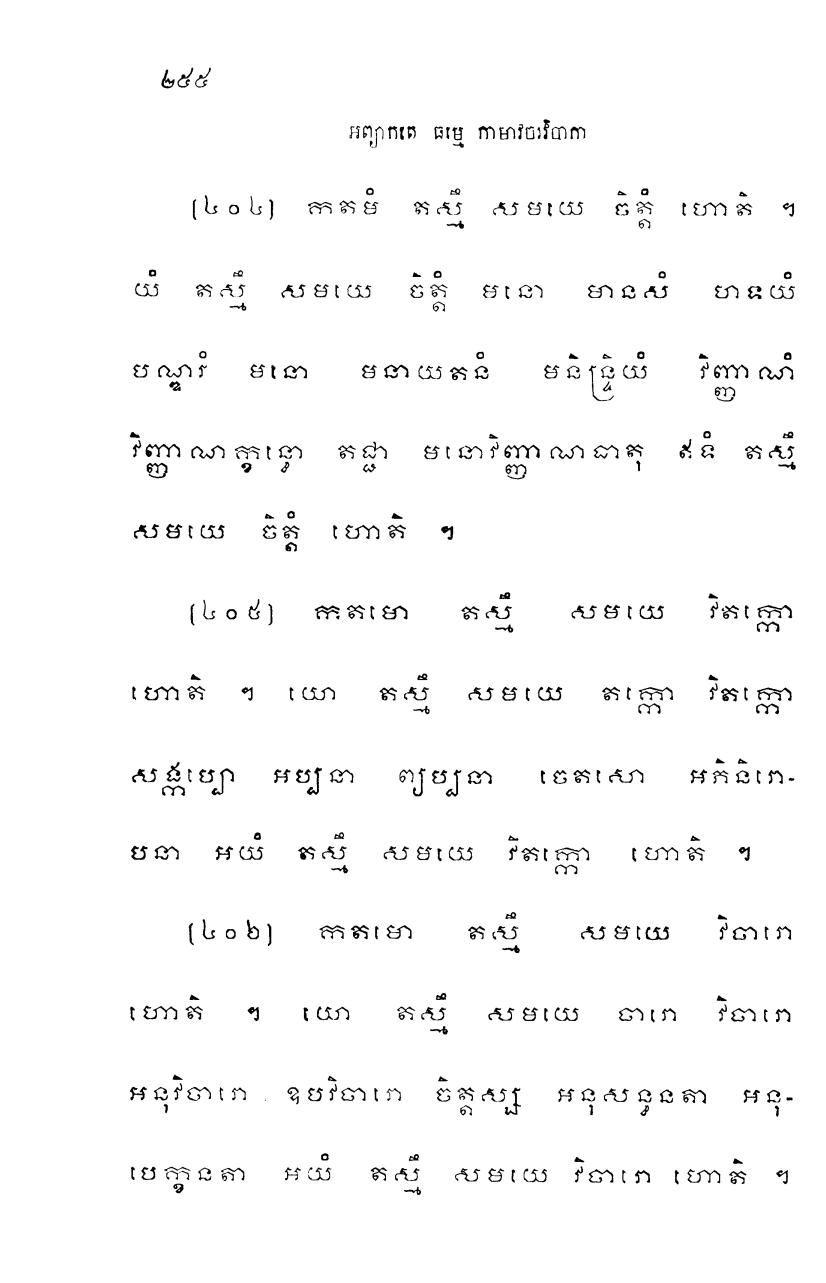 ២៥៥
អព្យាកតេ ធម្មេ កាមាវចរវិបាកា
(៤០៤) កតមំ តស្មឹ សមយេ ចិត្តំ ហោតិ ។
យំ តស្មឹ សមយេ ចិត្តំ មនោ មានសំ ហទយំ
បណ្ឌរំ មនោ មនាយតនំ មនិន្ទ្រិយំ វិញ្ញាណំ
វិញ្ញាណក្ខន្ធោ តជ្ជា មនោវិញ្ញាណធាតុ ឥទំ តស្មឹ
សមយេ ចិត្តំ ហោតិ ។
(៤០៥) កតមោ តស្មឹ សមយេ វិតក្កោ
ហោតិ ។ យោ តស្មឹ សមយេ តក្កោ វិតក្កោ
សង្កប្បោ អប្បនា ព្យប្បនា ចេតសោ អភិនិរោ-
បនា អយំ តស្មឹ សមយេ វិតក្កោ ហោតិ ។
(៤០៦) កតមោ តស្មឹ សមយេ វិចារោ
ហោតិ ។ យោ តស្មឹ សមយេ ចារោ វិចារោ
អនុវិចារោ ឧបវិចារោ ចិត្តស្ស អនុសន្ធនតា អនុ-
បេក្ខនតា អយំ តស្មឹ សមយេ វិចារោ ហោតិ ។